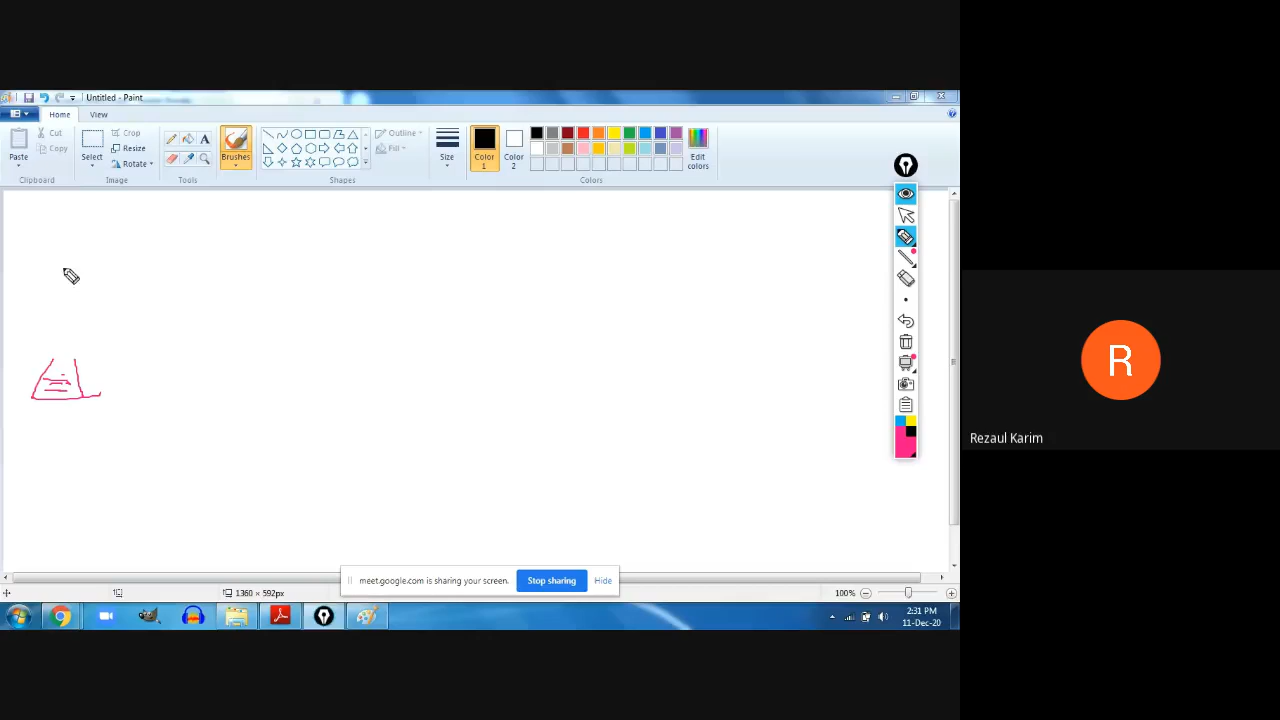 Untitled - Paint
Home
View
Paste
Cut
Copy
Clipboard
Select
Crop
Resize
Rotate
Image
A
Tools
Brushes
Outline
Fill
Shapes
Size
Color
1
Color
2
Edit
colors
Colors
R
Rezaul Karim
meet.google.com is sharing your screen.
Stop sharing
Hide
1360 × 592px
100%
2:31 PM
11-Dec-20